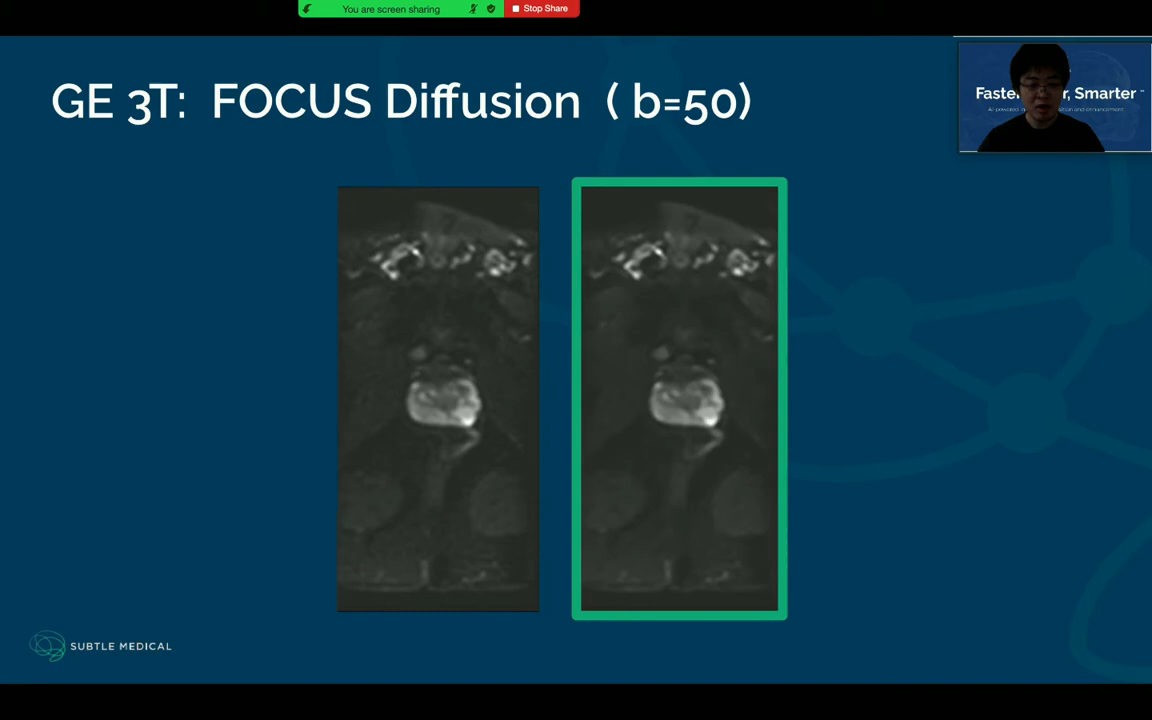 You are screen sharing
Stop Share
GE 3T: FOCUS Diffusion ( b=50)
Smarter
SUBTLE MEDICAL